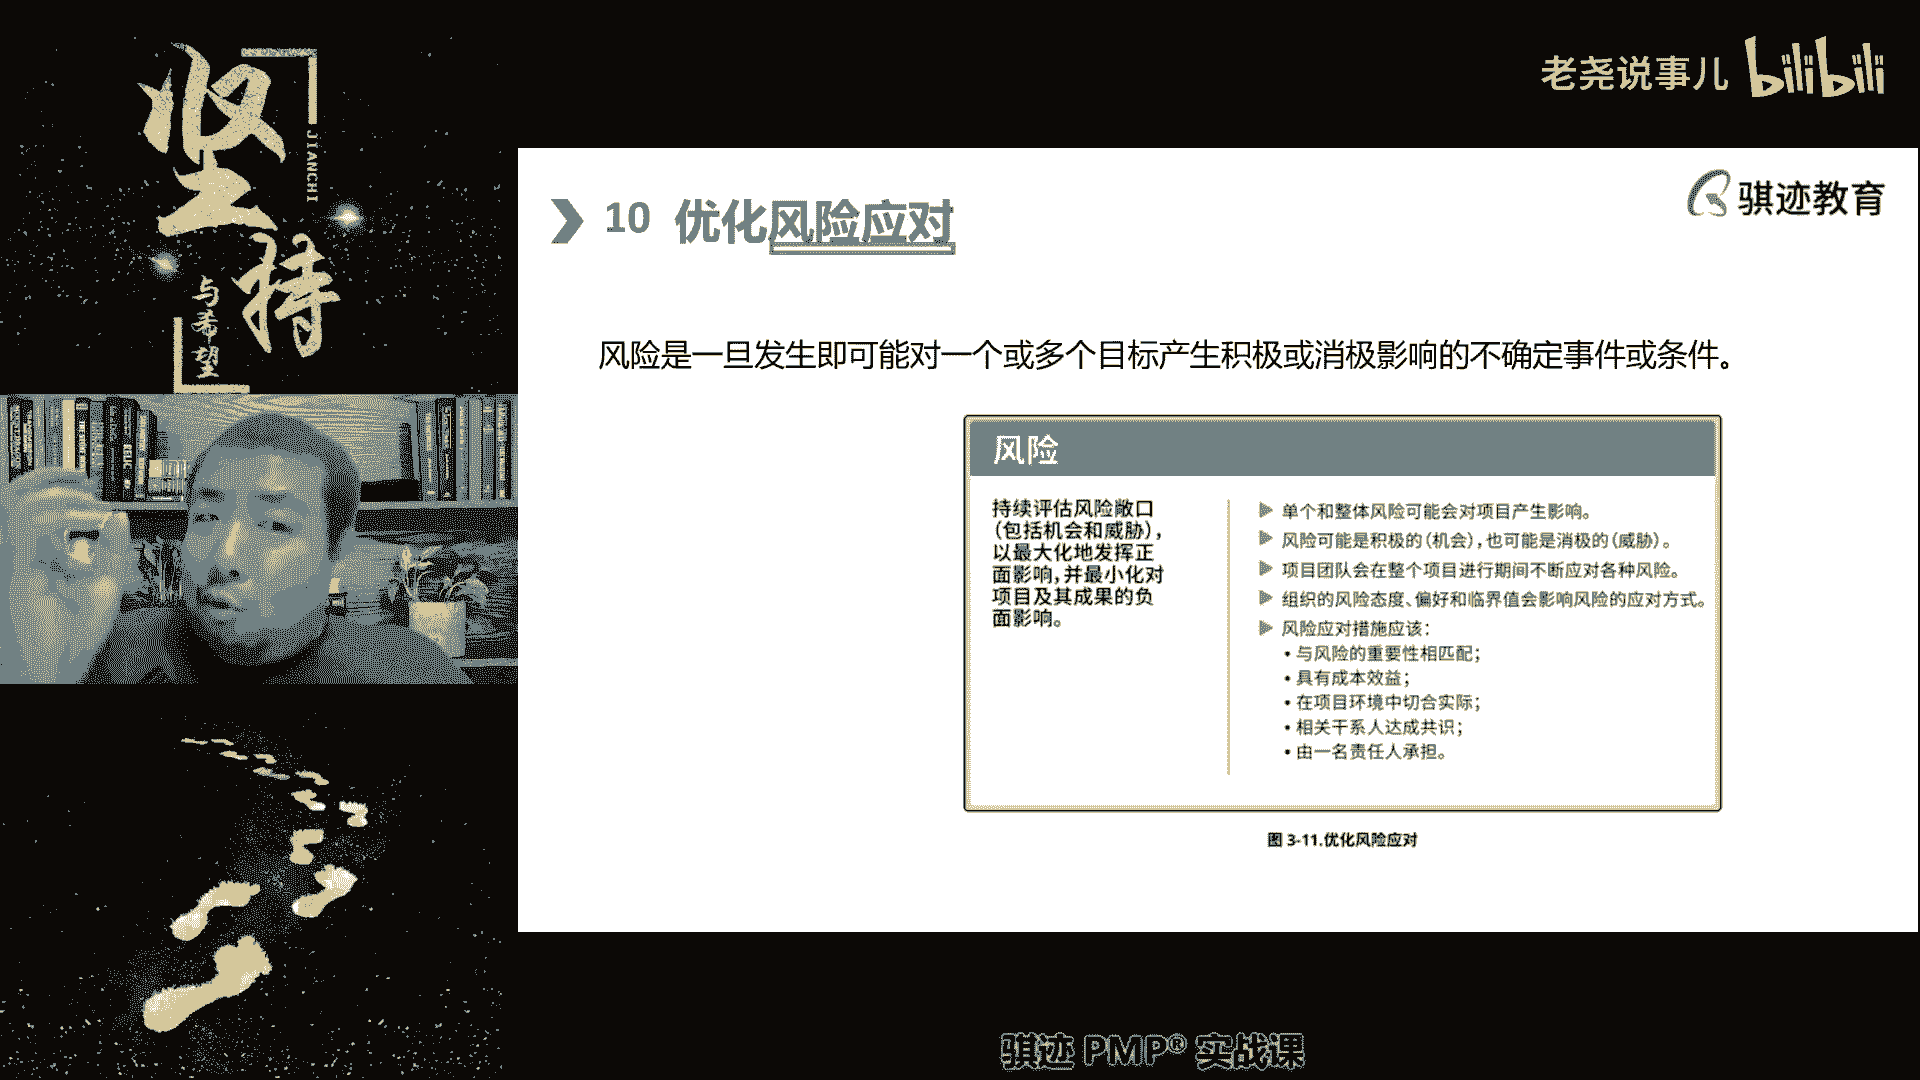 坚持
JIANCHI
与希望
老尧说事儿 bilibili
骐迹教育
10 优化风险应对
风险是一旦发生即可能对一个或多个目标产生积极或消极影响的不确定事件或条件。
风险
持续评估风险敞口
(包括机会和威胁),
以最大化地发挥正
面影响,并最小化对
项目及其成果的负
面影响。
单个和整体风险可能会对项目产生影响。
风险可能是积极的(机会),也可能是消极的(威胁)。
项目团队会在整个项目进行期间不断应对各种风险。
组织的风险态度、偏好和临界值会影响风险的应对方式。
风险应对措施应该:
• 与风险的重要性相匹配;
• 具有成本效益;
• 在项目环境中切合实际;
• 相关干系人达成共识;
• 由一名责任人承担。
图 3-11.优化风险应对
骐迹 PMP® 实战课